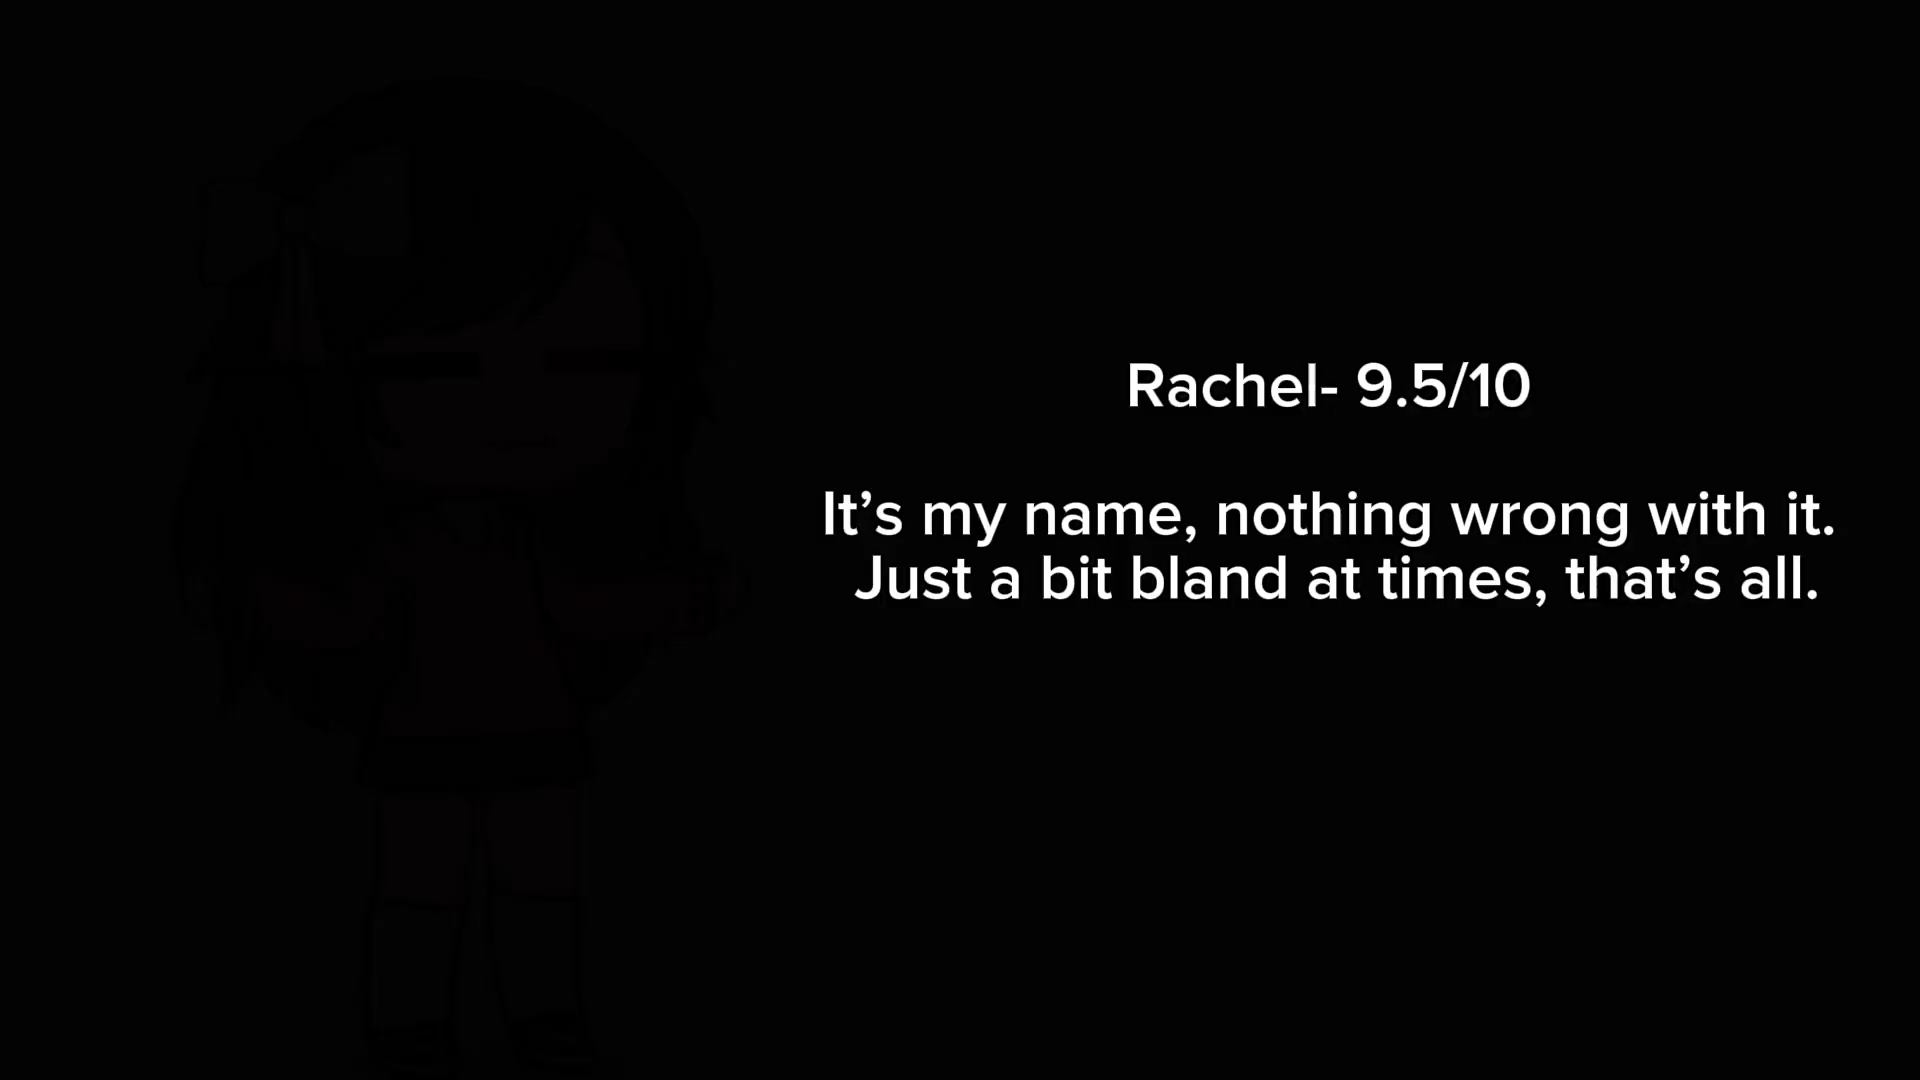 Rachel- 9.5/10
It’s my name, nothing wrong with it.
Just a bit bland at times, that’s all.